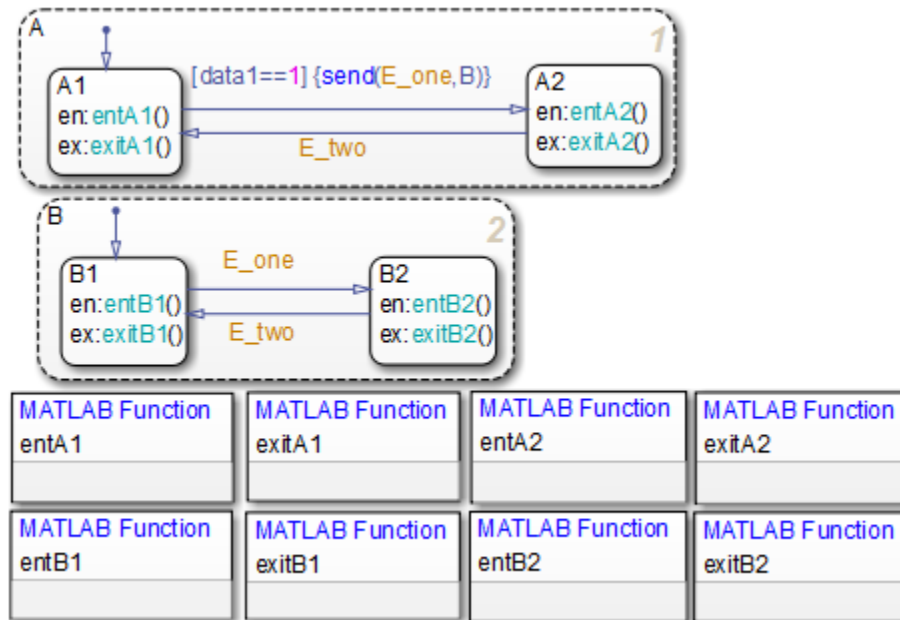 A
1
[data1==1] {send(E_one,B)}
A1
en:entA1()
ex:exitA1()
A2
en:entA2()
ex:exitA2()
E_two
B
2
E_one
B1
en:entB1()
ex:exitB1()
B2
en:entB2()
ex:exitB2()
E_two
MATLAB Function
entA1
MATLAB Function
exitA1
MATLAB Function
entA2
MATLAB Function
exitA2
MATLAB Function
entB1
MATLAB Function
exitB1
MATLAB Function
entB2
MATLAB Function
exitB2